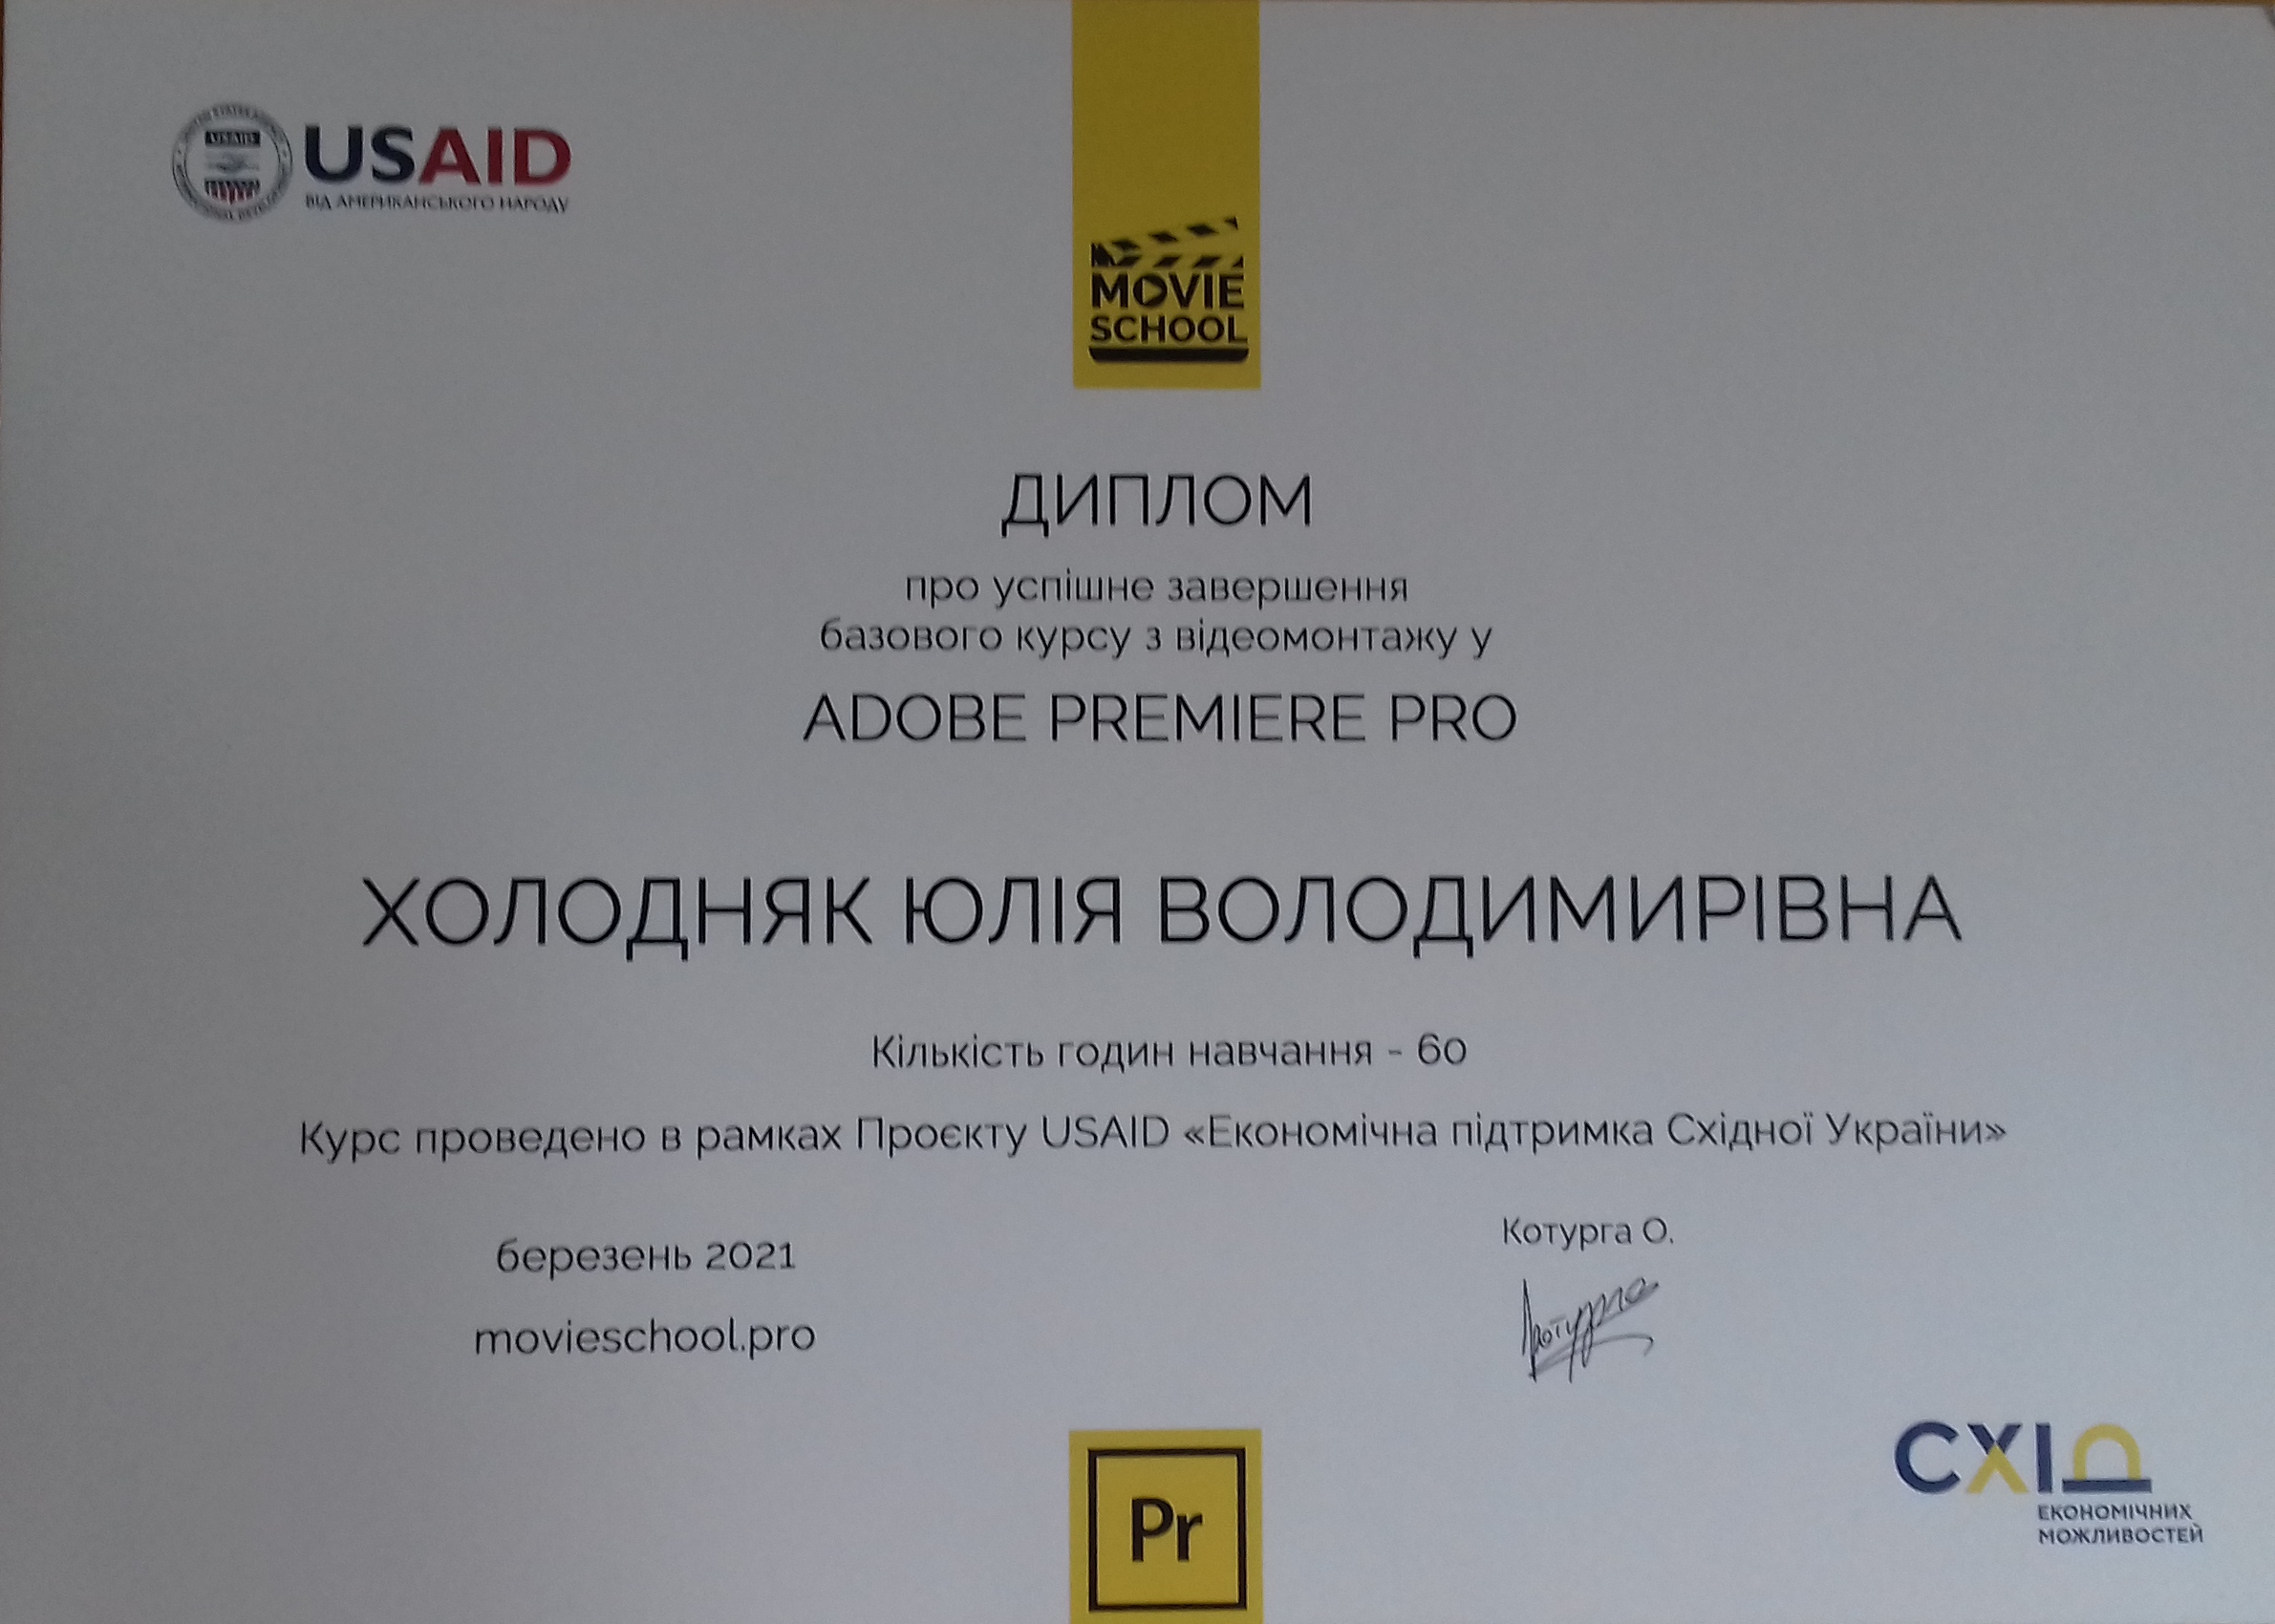 USAID
USAID
ВІД АМЕРИКАНСЬКОГО НАРОДУ
MOVIE
SCHOOL
ДИПЛОМ
про успішне завершення
базового курсу з відеомонтажу у
ADOBE PREMIERE PRO
ХОЛОДНЯК ЮЛІЯ ВОЛОДИМИРІВНА
Кількість годин навчання - 60
Курс проведено в рамках Проєкту USAID «Економічна підтримка Східної України»
березень 2021
movieschool.pro
Котурга О.
Pr
СХІД
ЕКОНОМІЧНИХ
МОЖЛИВОСТЕЙ